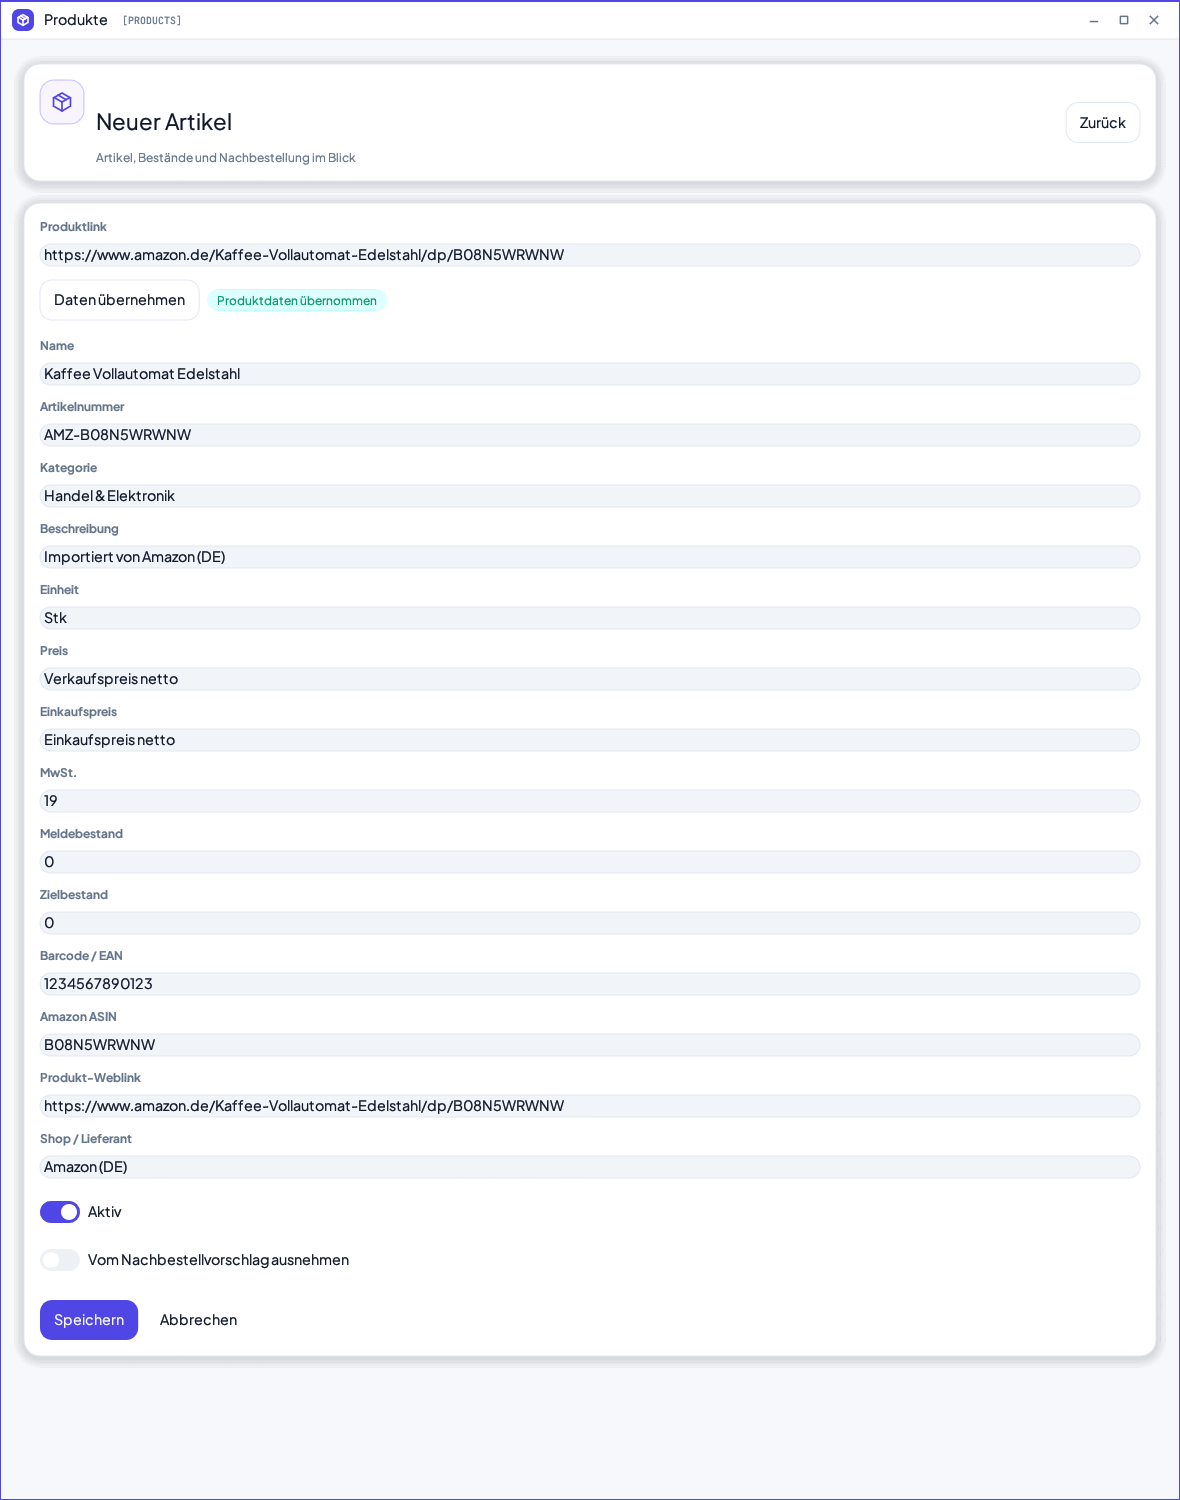 Produkte [PRODUCTS]
Neuer Artikel
Zurück
Artikel, Bestände und Nachbestellung im Blick
Produktlink
https://www.amazon.de/Kaffee-Vollautomat-Edelstahl/dp/B08N5WRWNW
Daten übernehmen Produktdaten übernommen
Name
Kaffee Vollautomat Edelstahl
Artikelnummer
AMZ-B08N5WRWNW
Kategorie
Handel & Elektronik
Beschreibung
Importiert von Amazon (DE)
Einheit
Stk
Preis
Verkaufspreis netto
Einkaufspreis
Einkaufspreis netto
MwSt.
19
Meldebestand
0
Zielbestand
0
Barcode / EAN
1234567890123
Amazon ASIN
B08N5WRWNW
Produkt-Weblink
https://www.amazon.de/Kaffee-Vollautomat-Edelstahl/dp/B08N5WRWNW
Shop / Lieferant
Amazon (DE)
Aktiv
Vom Nachbestellvorschlag ausnehmen
Speichern Abbrechen